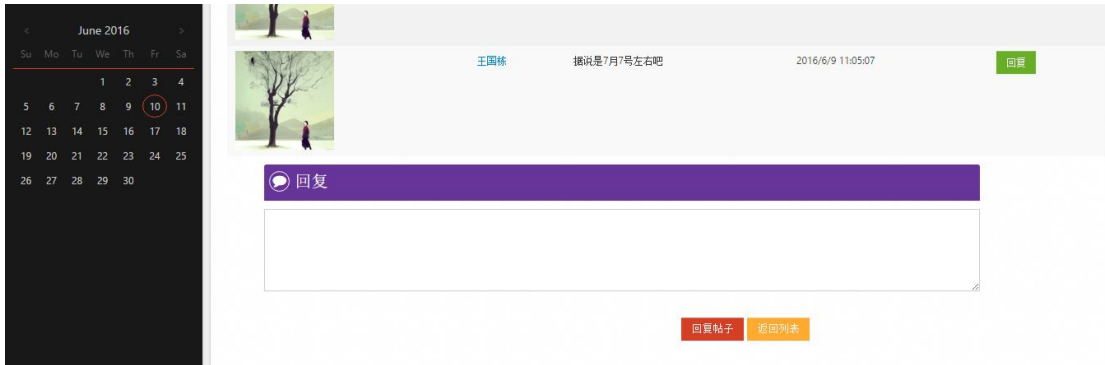 < June 2016 >
Su Mo Tu We Th Fr Sa
1 2 3 4
5 6 7 8 9 10 11
12 13 14 15 16 17 18
19 20 21 22 23 24 25
26 27 28 29 30
王国栋 据说是7月7号左右吧 2016/6/9 11:05:07 回复
回复
回复帖子 返回列表